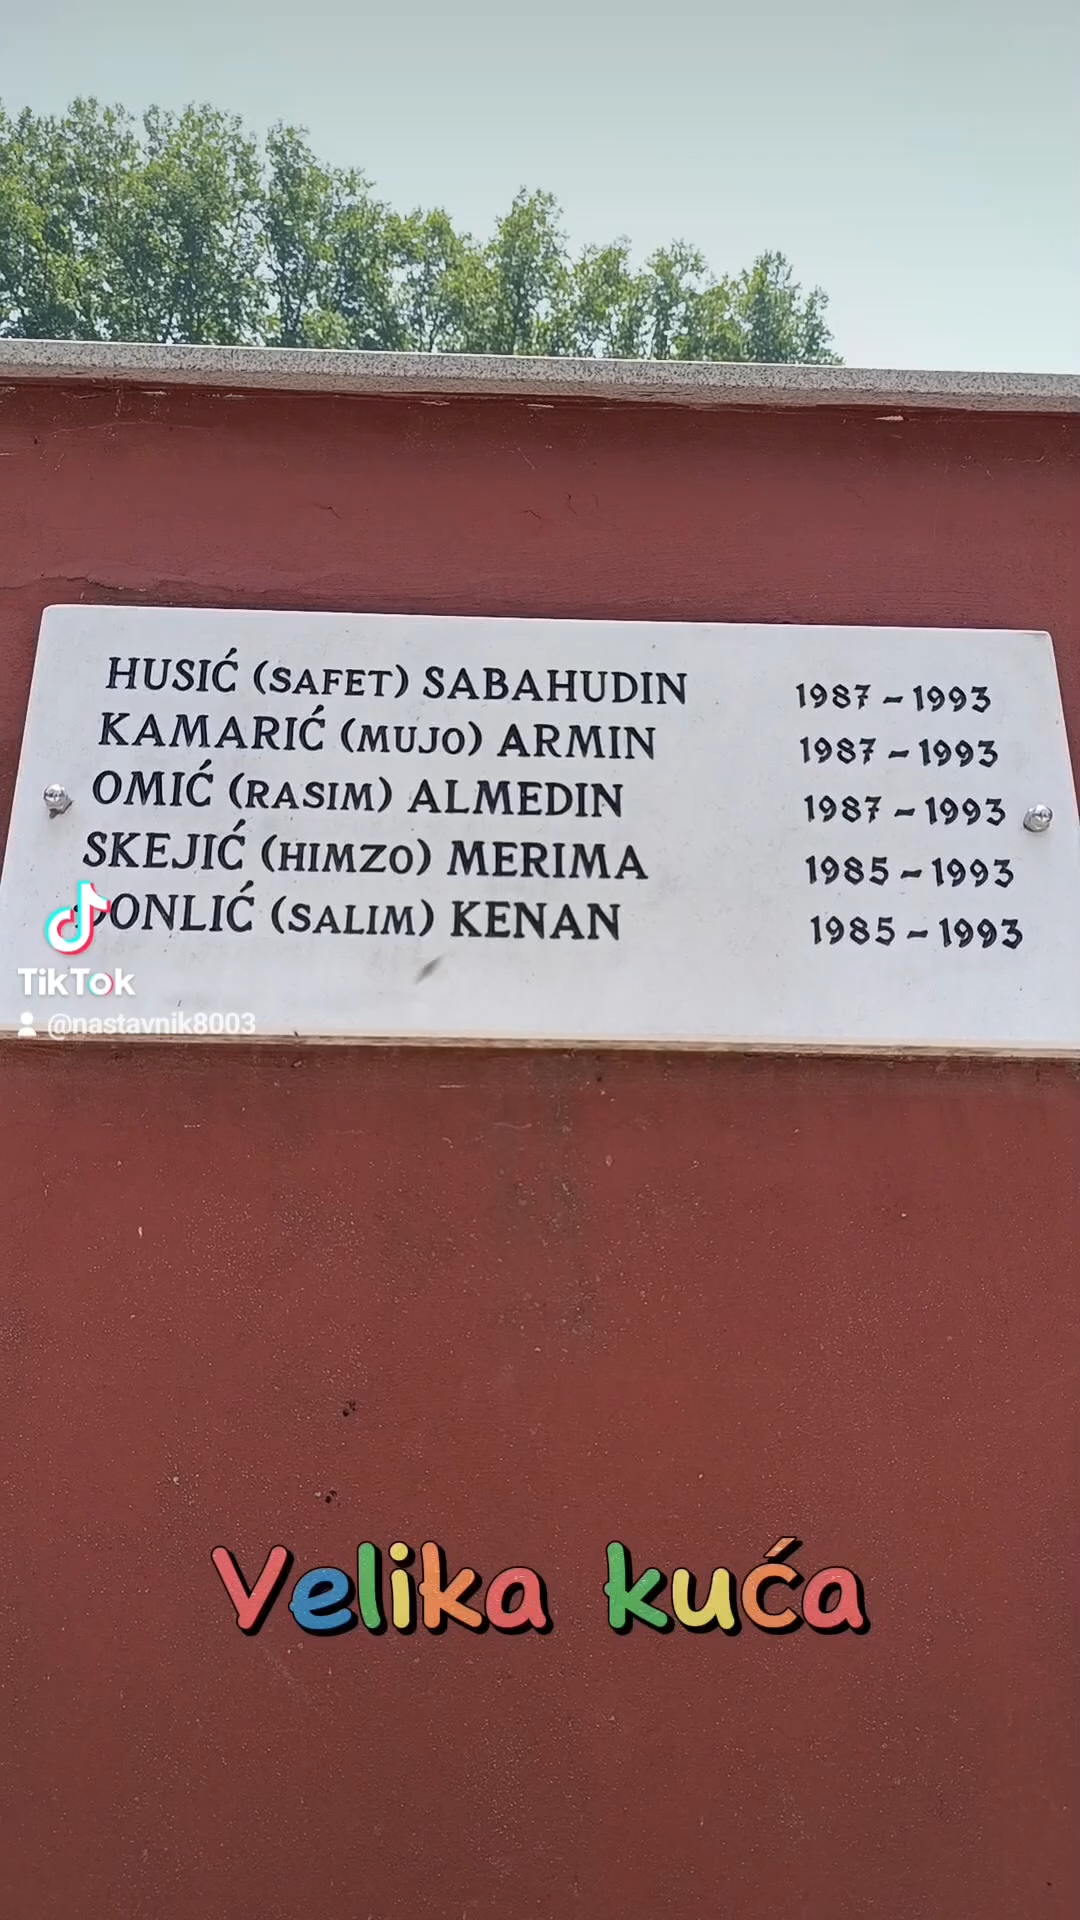 HUSIĆ (SAFET) SABAHUDIN 1987 - 1993
KAMARIĆ (MUJO) ARMIN 1987 - 1993
OMIĆ (RASIM) ALMEDIN 1987 - 1993
SKEJIĆ (HIMZO) MERIMA 1985 - 1993
(SALIM) KENAN 1985 - 1993
TikTok
@nastavnik8003
Velika kuća